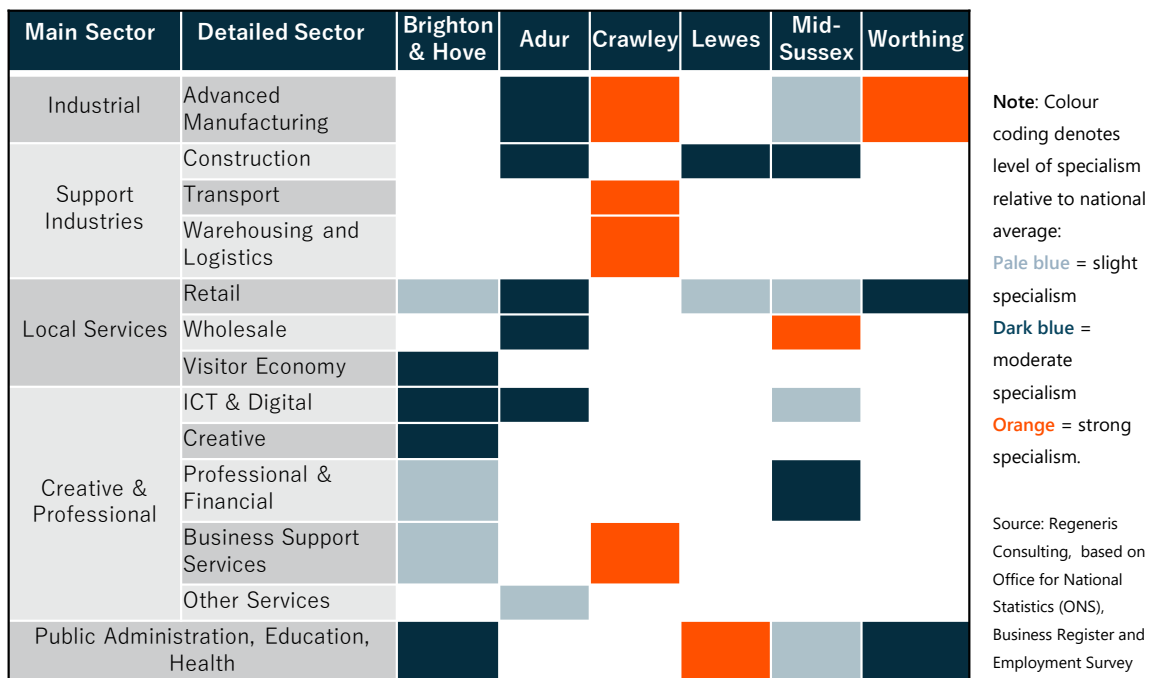 Main Sector
Detailed Sector
Brighton
& Hove
Adur
Crawley
Lewes
Mid-
Sussex
Worthing
Industrial
Advanced
Manufacturing
Support
Industries
Construction
Transport
Warehousing and
Logistics
Local Services
Retail
Wholesale
Visitor Economy
Creative &
Professional
ICT & Digital
Creative
Professional &
Financial
Business Support
Services
Other Services
Public Administration, Education,
Health
Note: Colour
coding denotes
level of specialism
relative to national
average:
Pale blue = slight
specialism
Dark blue =
moderate
specialism
Orange = strong
specialism.
Source: Regeneris
Consulting, based on
Office for National
Statistics (ONS),
Business Register and
Employment Survey